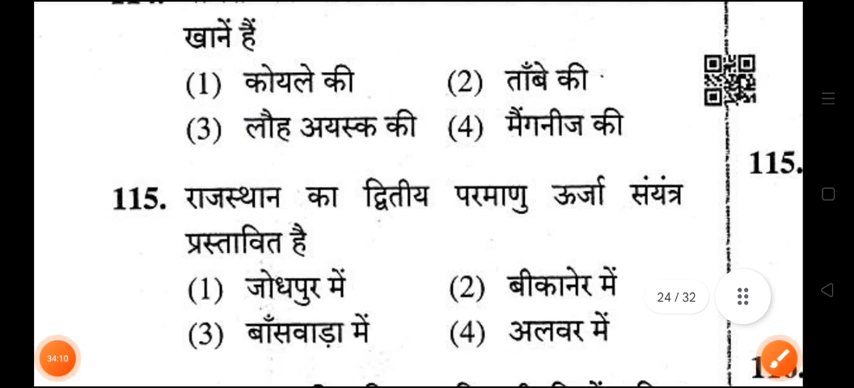 खानें हैं
(1) कोयले की (2) ताँबे की
(3) लौह अयस्क की (4) मैंगनीज की
115.
115. राजस्थान का द्वितीय परमाणु ऊर्जा संयंत्र
प्रस्तावित है
(1) जोधपुर में (2) बीकानेर में
24 / 32
(3) बाँसवाड़ा में (4) अलवर में
34:10